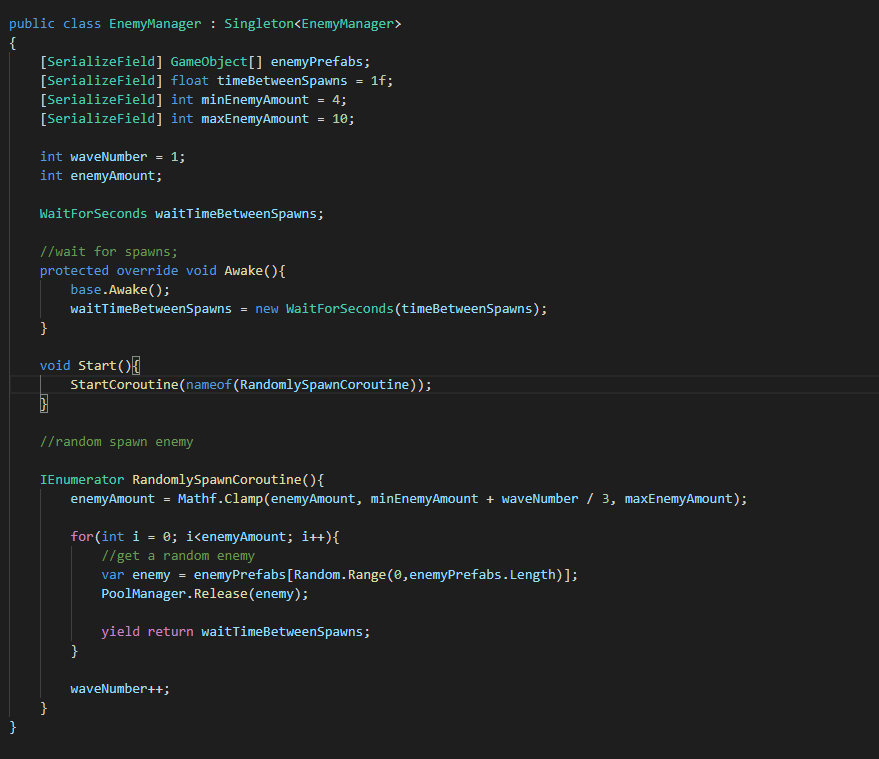 public class EnemyManager : Singleton<EnemyManager>
{
    [SerializeField] GameObject[] enemyPrefabs;
    [SerializeField] float timeBetweenSpawns = 1f;
    [SerializeField] int minEnemyAmount = 4;
    [SerializeField] int maxEnemyAmount = 10;

    int waveNumber = 1;
    int enemyAmount;

    WaitForSeconds waitTimeBetweenSpawns;

    //wait for spawns;
    protected override void Awake(){
        base.Awake();
        waitTimeBetweenSpawns = new WaitForSeconds(timeBetweenSpawns);
    }

    void Start(){
        StartCoroutine(nameof(RandomlySpawnCoroutine));
    }

    //random spawn enemy

    IEnumerator RandomlySpawnCoroutine(){
        enemyAmount = Mathf.Clamp(enemyAmount, minEnemyAmount + waveNumber / 3, maxEnemyAmount);

        for(int i = 0; i<enemyAmount; i++){
            //get a random enemy
            var enemy = enemyPrefabs[Random.Range(0,enemyPrefabs.Length)];
            PoolManager.Release(enemy);

            yield return waitTimeBetweenSpawns;
        }

        waveNumber++;
    }
}